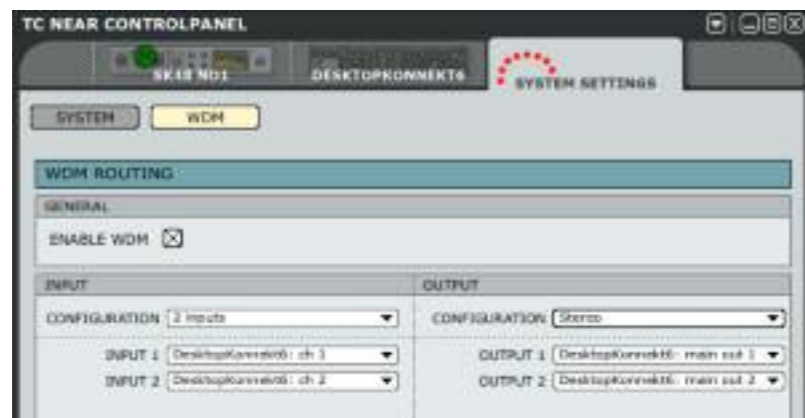 TC NEAR CONTROLPANEL
SK48 NO1
DESKTOPKONNEKT6
SYSTEM SETTINGS
SYSTEM
WDM
WDM ROUTING
GENERAL
ENABLE WDM
INPUT
OUTPUT
CONFIGURATION 2 Inputs
CONFIGURATION Stereo
INPUT 1 DesktopKonnekt6: ch 1
OUTPUT 1 DesktopKonnekt6: main out 1
INPUT 2 DesktopKonnekt6: ch 2
OUTPUT 2 DesktopKonnekt6: main out 2